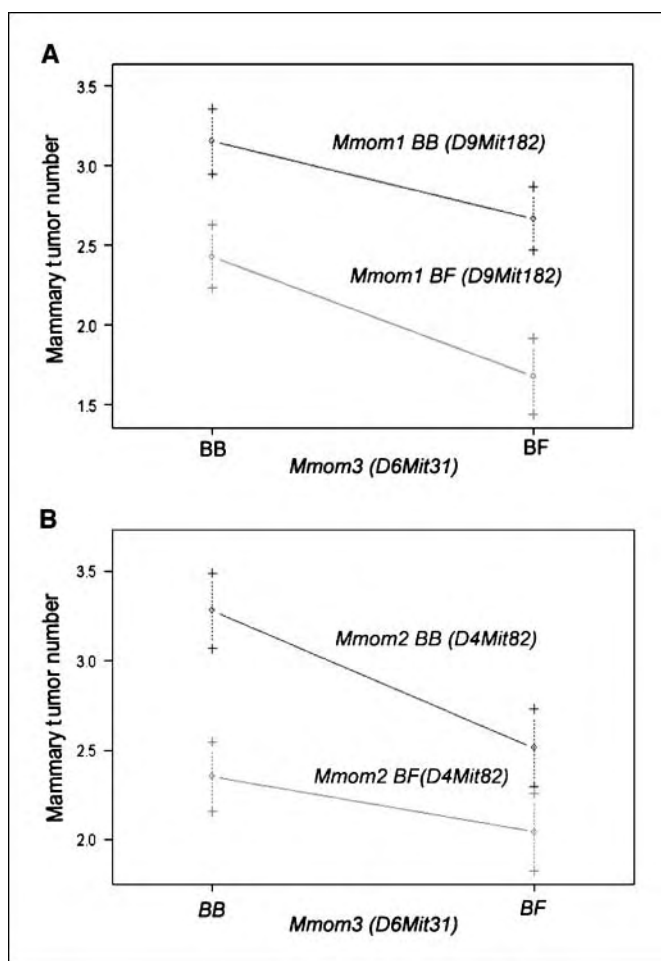 A
Mammary tumor number
3.5
3.0
2.5
2.0
1.5
Mmom1 BB (D9Mit182)
Mmom1 BF (D9Mit182)
BB
BF
Mmom3 (D6Mit31)
B
Mammary tumor number
3.5
3.0
2.5
2.0
Mmom2 BB (D4Mit82)
Mmom2 BF(D4Mit82)
BB
BF
Mmom3 (D6Mit31)